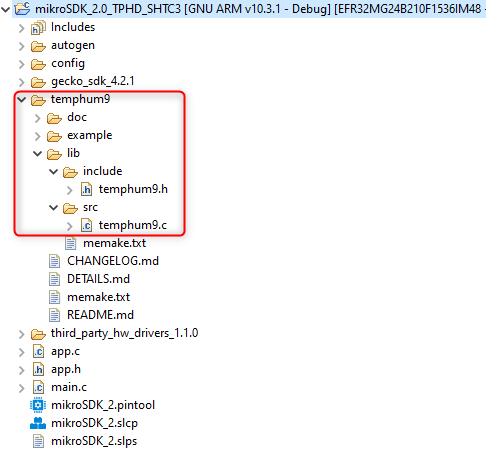 mikroSDK_2.0_TPHD_SHTC3 [GNU ARM v10.3.1 - Debug] [EFR32MG24B210F1536IM48 -
Includes
autogen
config
gecko_sdk_4.2.1
temphum9
doc
example
lib
include
temphum9.h
src
temphum9.c
memake.txt
CHANGELOG.md
DETAILS.md
memake.txt
README.md
third_party_hw_drivers_1.1.0
app.c
app.h
main.c
mikroSDK_2.pintool
mikroSDK_2.slcp
mikroSDK_2.slps